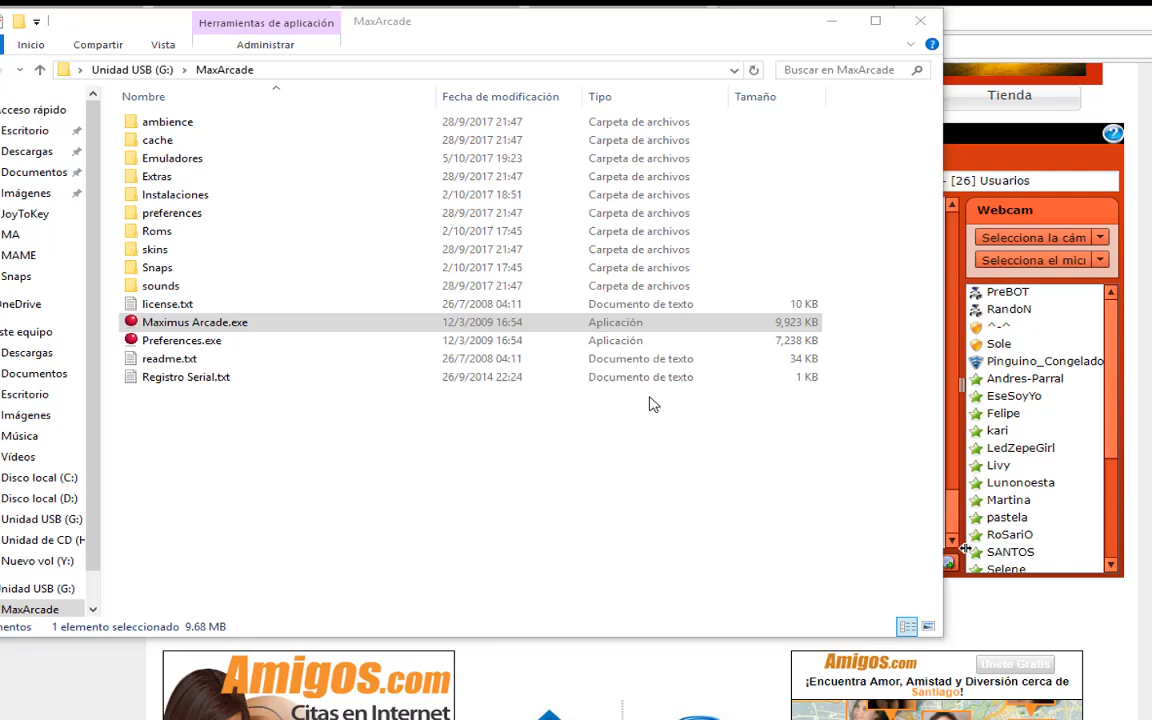 Herramientas de aplicación
MaxArcade
Inicio
Compartir
Vista
Administrar
Unidad USB (G:) > MaxArcade
Buscar en MaxArcade
Nombre
Fecha de modificación
Tipo
Tamaño
ambience 28/9/2017 21:47 Carpeta de archivos
cache 28/9/2017 21:47 Carpeta de archivos
Emuladores 5/10/2017 19:23 Carpeta de archivos
Extras 28/9/2017 21:47 Carpeta de archivos
Instalaciones 2/10/2017 18:51 Carpeta de archivos
preferences 28/9/2017 21:47 Carpeta de archivos
Roms 2/10/2017 17:45 Carpeta de archivos
skins 28/9/2017 21:47 Carpeta de archivos
Snaps 2/10/2017 17:45 Carpeta de archivos
sounds 28/9/2017 21:47 Carpeta de archivos
license.txt 26/7/2008 04:11 Documento de texto 10 KB
Maximus Arcade.exe 12/3/2009 16:54 Aplicación 9,923 KB
Preferences.exe 12/3/2009 16:54 Aplicación 7,238 KB
readme.txt 26/7/2008 04:11 Documento de texto 34 KB
Registro Serial.txt 26/9/2014 22:24 Documento de texto 1 KB
cceso rápido
Escritorio
Descargas
Documentos
Imágenes
JoyToKey
MA
MAME
Snaps
neDrive
ste equipo
Descargas
Documentos
Escritorio
Imágenes
Música
Vídeos
Disco local (C:)
Disco local (D:)
Unidad USB (G:)
Unidad de CD (H
Nuevo vol (Y:)
nidad USB (G:)
MaxArcade
mentos
1 elemento seleccionado 9.68 MB
Tienda
?
- [26] Usuarios
Webcam
Selecciona la cám
Selecciona el micr
PreBOT
RandoN
^-^
Sole
Pinguino_Congelado
Andres-Parral
EseSoyYo
Felipe
kari
LedZepeGirl
Livy
Lunonoesta
Martina
pastela
RoSariO
SANTOS
Selene
Amigos.com
Citas en Internet
Amigos.com
Únete Gratis
¡Encuentra Amor, Amistad y Diversión cerca de
Santiago!